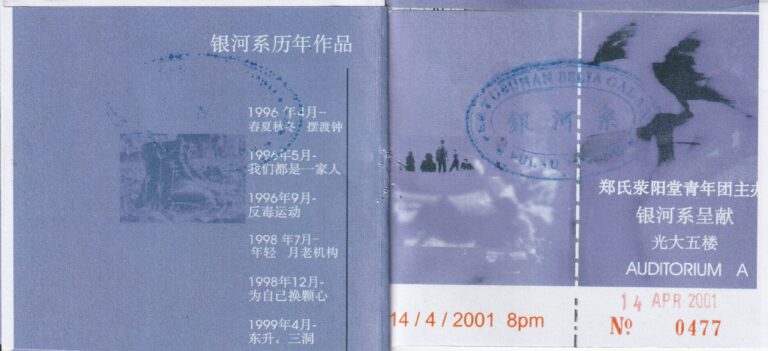 银河系历年作品
1996 年4月-
春夏秋冬 摆渡钟
1996年5月-
我们都是一家人
1996年9月-
反毒运动
1998 年7月-
年轻 月老机构
1998年12月-
为自己换颗心
1999年4月-
东升。三洞
银河系
郑氏荥阳堂青年团主办
银河系呈献
光大五楼
AUDITORIUM A
14 APR 2001
14 / 4 / 2001 8pm
Nº 0477